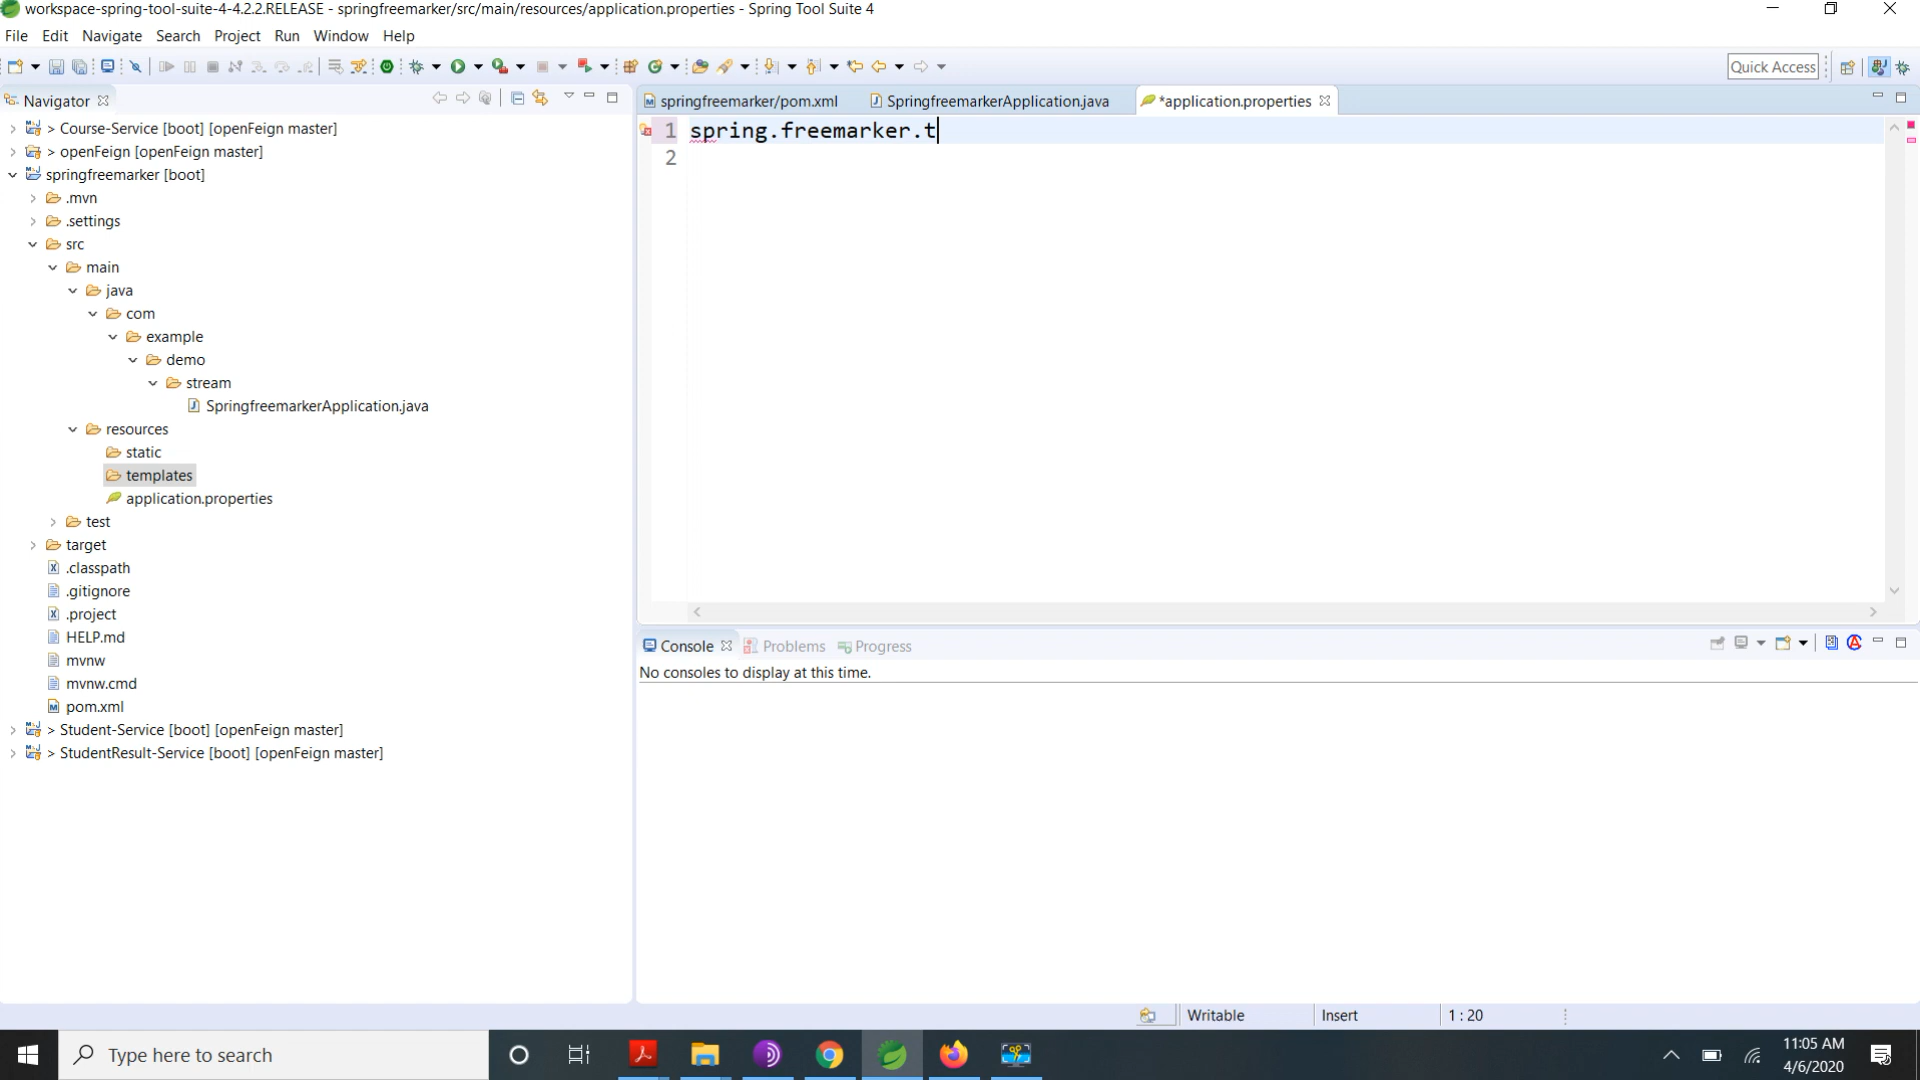 workspace-spring-tool-suite-4-4.2.2.RELEASE - springfreemarker/src/main/resources/application.properties - Spring Tool Suite 4
File Edit Navigate Search Project Run Window Help
Quick Access
Navigator
springfreemarker/pom.xml SpringfreemarkerApplication.java *application.properties
> Course-Service [boot] [openFeign master]
> openFeign [openFeign master]
springfreemarker [boot]
.mvn
.settings
src
main
java
com
example
demo
stream
SpringfreemarkerApplication.java
resources
static
templates
application.properties
test
target
.classpath
.gitignore
.project
HELP.md
mvnw
mvnw.cmd
pom.xml
> Student-Service [boot] [openFeign master]
> StudentResult-Service [boot] [openFeign master]
1 spring.freemarker.t
2
Console Problems Progress
No consoles to display at this time.
Writable Insert 1 : 20
Type here to search
11:05 AM
4/6/2020